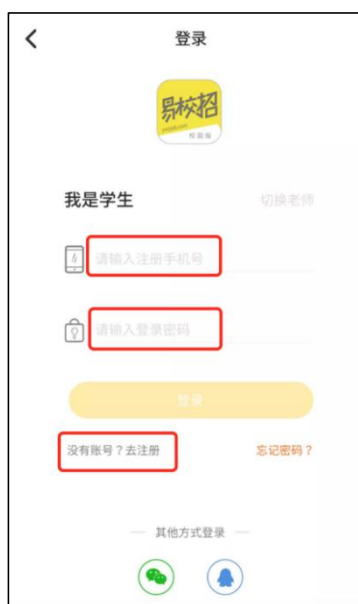 登录
易校招
校园版
我是学生 切换老师
请输入注册手机号
请输入登录密码
登录
没有账号？去注册 忘记密码？
其他方式登录